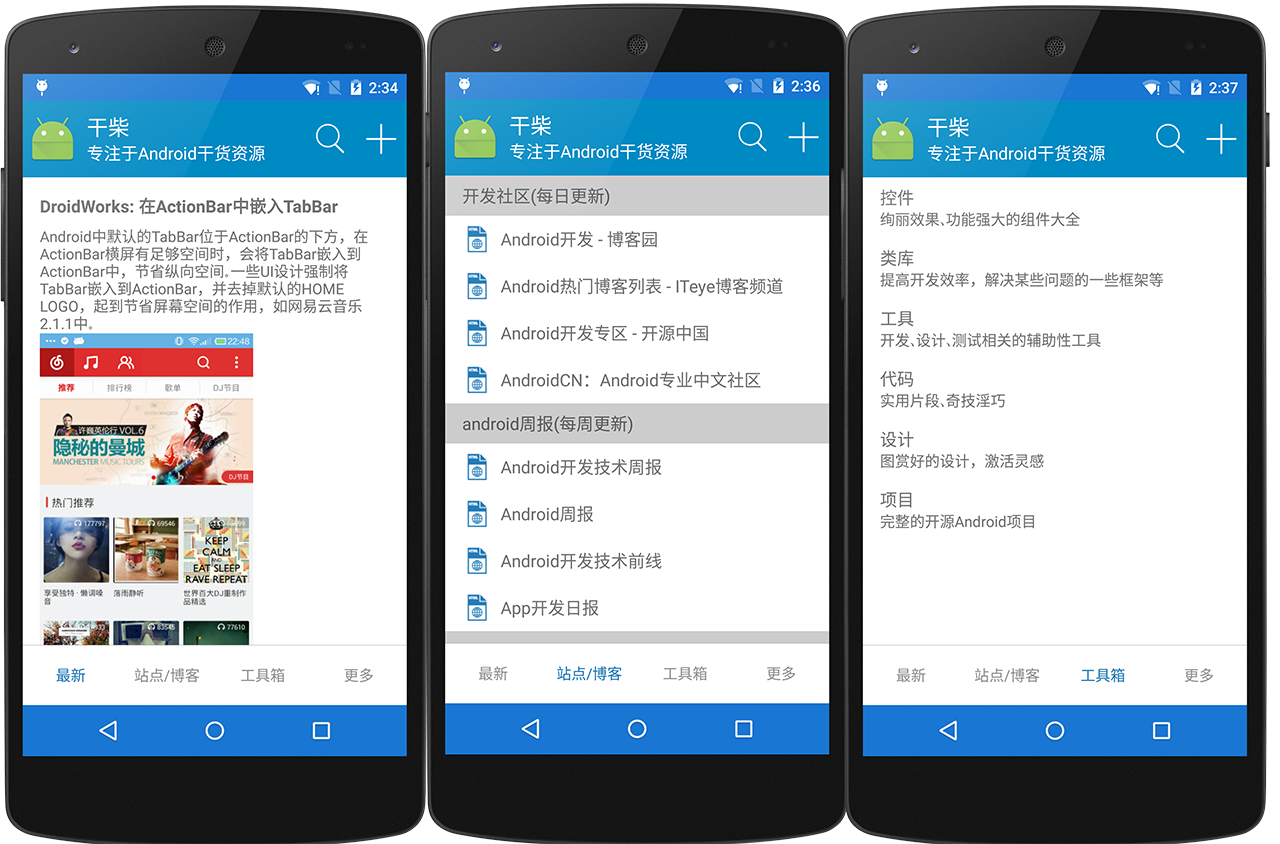 2:34
干柴
专注于Android干货资源
DroidWorks: 在ActionBar中嵌入TabBar
Android中默认的TabBar位于ActionBar的下方，在
ActionBar横屏有足够空间时，会将TabBar嵌入到
ActionBar中，节省纵向空间。一些UI设计强制将
TabBar嵌入到ActionBar，并去掉默认的HOME
LOGO，起到节省屏幕空间的作用，如网易云音乐
2.1.1中。
22:48
推荐
排行榜
歌单
DJ节目
许巍英伦行 VOL.6
隐秘的曼城
MANCHESTER MUSIC TOURS
DJ节目
热门推荐
177797
69546
KEEP
CALM
AND
EAT SLEEP
RAVE REPEAT
享受独特 · 懒调嗓
音
落雨静听
世界百大DJ重制作
品精选
83545
77610
最新
站点/博客
工具箱
更多
2:36
干柴
专注于Android干货资源
开发社区(每日更新)
Android开发 - 博客园
Android热门博客列表 - ITeye博客频道
Android开发专区 - 开源中国
AndroidCN：Android专业中文社区
android周报(每周更新)
Android开发技术周报
Android周报
Android开发技术前线
App开发日报
最新
站点/博客
工具箱
更多
2:37
干柴
专注于Android干货资源
控件
绚丽效果、功能强大的组件大全
类库
提高开发效率，解决某些问题的一些框架等
工具
开发、设计、测试相关的辅助性工具
代码
实用片段、奇技淫巧
设计
图赏好的设计，激活灵感
项目
完整的开源Android项目
最新
站点/博客
工具箱
更多